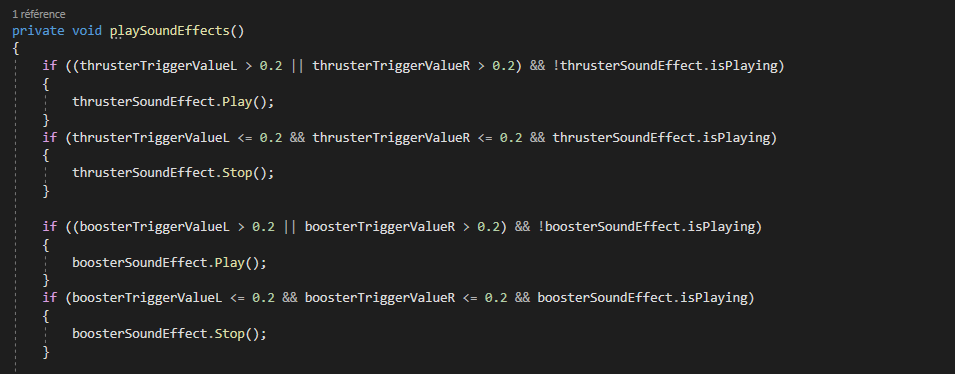 1 référence
private void playSoundEffects()
{
if ((thrusterTriggerValueL > 0.2 || thrusterTriggerValueR > 0.2) && !thrusterSoundEffect.isPlaying)
{
thrusterSoundEffect.Play();
}
if (thrusterTriggerValueL <= 0.2 && thrusterTriggerValueR <= 0.2 && thrusterSoundEffect.isPlaying)
{
thrusterSoundEffect.Stop();
}
if ((boosterTriggerValueL > 0.2 || boosterTriggerValueR > 0.2) && !boosterSoundEffect.isPlaying)
{
boosterSoundEffect.Play();
}
if (boosterTriggerValueL <= 0.2 && boosterTriggerValueR <= 0.2 && boosterSoundEffect.isPlaying)
{
boosterSoundEffect.Stop();
}